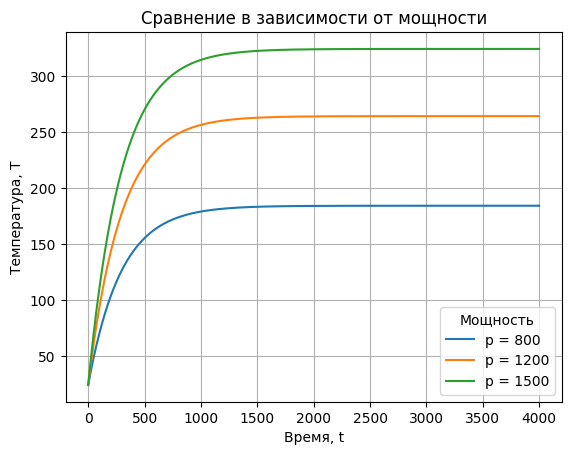 Сравнение в зависимости от мощности
Температура, T
300
250
200
150
100
50
0
500
1000
1500
2000
2500
3000
3500
4000
Время, t
Мощность
p = 800
p = 1200
p = 1500